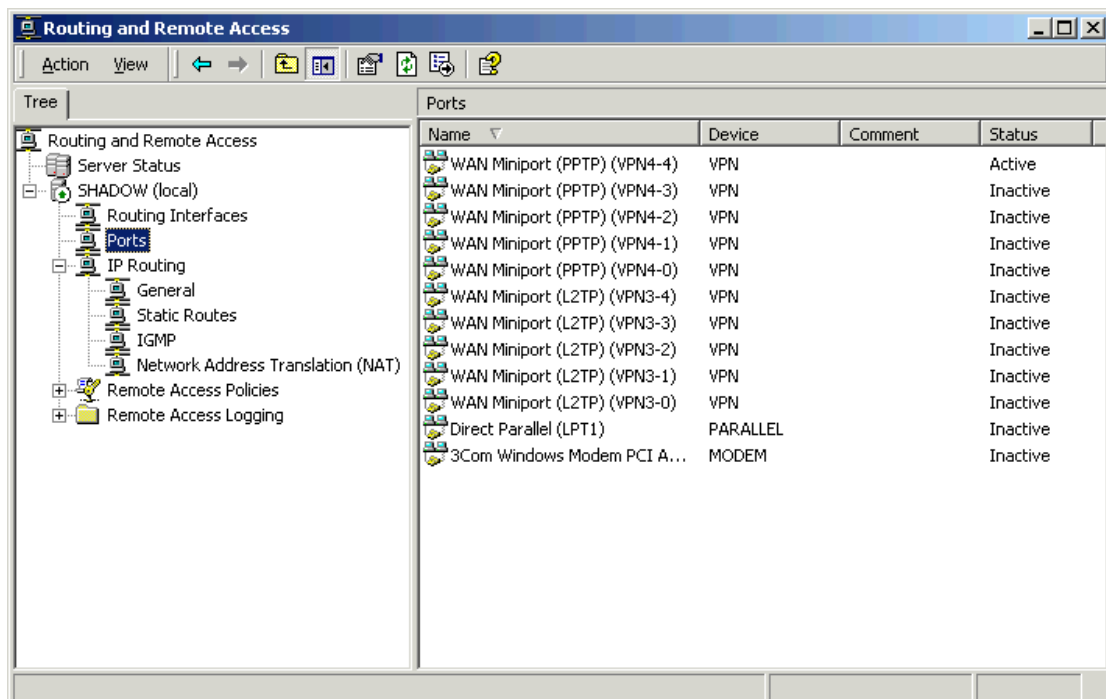 Routing and Remote Access
Action View
Tree
Ports
Routing and Remote Access
Server Status
SHADOW (local)
Routing Interfaces
Ports
IP Routing
General
Static Routes
IGMP
Network Address Translation (NAT)
Remote Access Policies
Remote Access Logging
Name Device Comment Status
WAN Miniport (PPTP) (VPN4-4) VPN Active
WAN Miniport (PPTP) (VPN4-3) VPN Inactive
WAN Miniport (PPTP) (VPN4-2) VPN Inactive
WAN Miniport (PPTP) (VPN4-1) VPN Inactive
WAN Miniport (PPTP) (VPN4-0) VPN Inactive
WAN Miniport (L2TP) (VPN3-4) VPN Inactive
WAN Miniport (L2TP) (VPN3-3) VPN Inactive
WAN Miniport (L2TP) (VPN3-2) VPN Inactive
WAN Miniport (L2TP) (VPN3-1) VPN Inactive
WAN Miniport (L2TP) (VPN3-0) VPN Inactive
Direct Parallel (LPT1) PARALLEL Inactive
3Com Windows Modem PCI A... MODEM Inactive